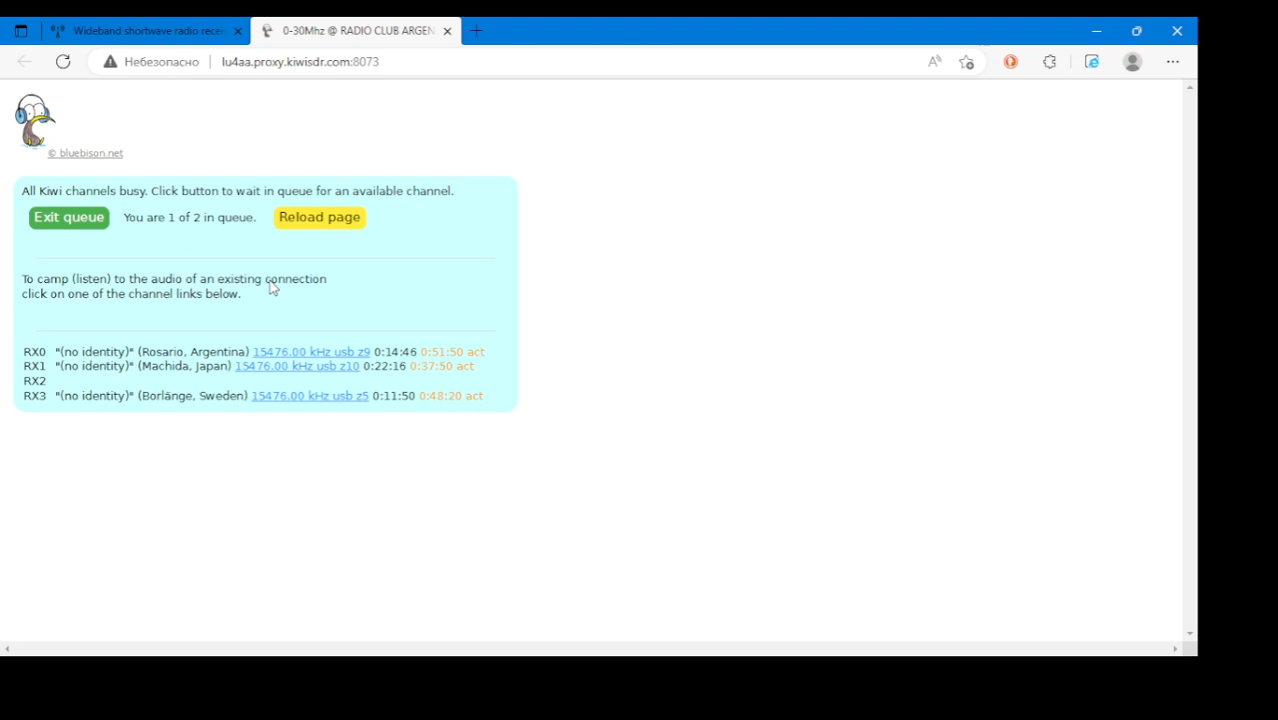 Wideband shortwave radio recei
0-30Mhz @ RADIO CLUB ARGEN
Небезопасно
lu4aa.proxy.kiwisdr.com:8073
© bluebison.net
All Kiwi channels busy. Click button to wait in queue for an available channel.
Exit queue You are 1 of 2 in queue. Reload page
To camp (listen) to the audio of an existing connection
click on one of the channel links below.
RX0 "(no identity)" (Rosario, Argentina) 15476.00 kHz usb z9 0:14:46 0:51:50 act
RX1 "(no identity)" (Machida, Japan) 15476.00 kHz usb z10 0:22:16 0:37:50 act
RX2
RX3 "(no identity)" (Borlänge, Sweden) 15476.00 kHz usb z5 0:11:50 0:48:20 act